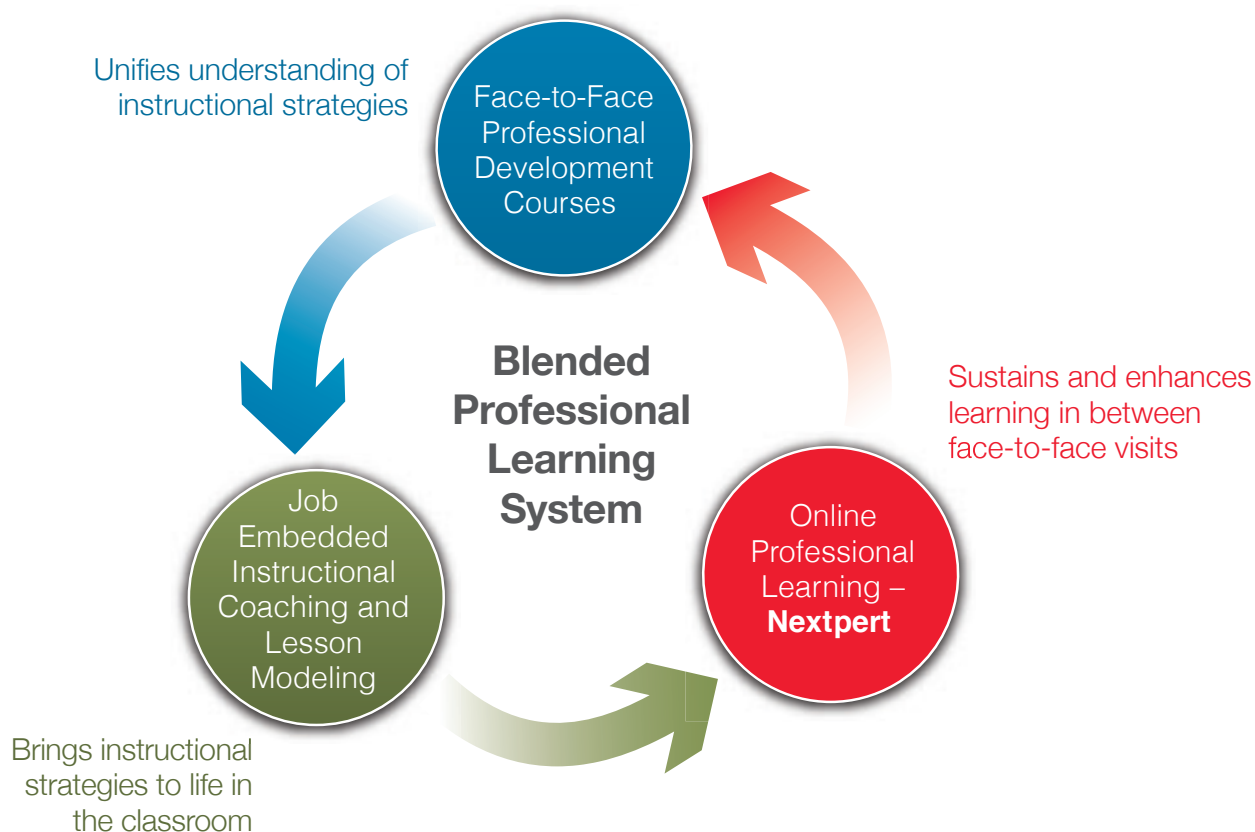 Unifies understanding of
instructional strategies
Face-to-Face
Professional
Development
Courses
Blended
Professional
Learning
System
Sustains and enhances
learning in between
face-to-face visits
Job
Embedded
Instructional
Coaching and
Lesson
Modeling
Online
Professional
Learning –
Nextpert
Brings instructional
strategies to life in
the classroom